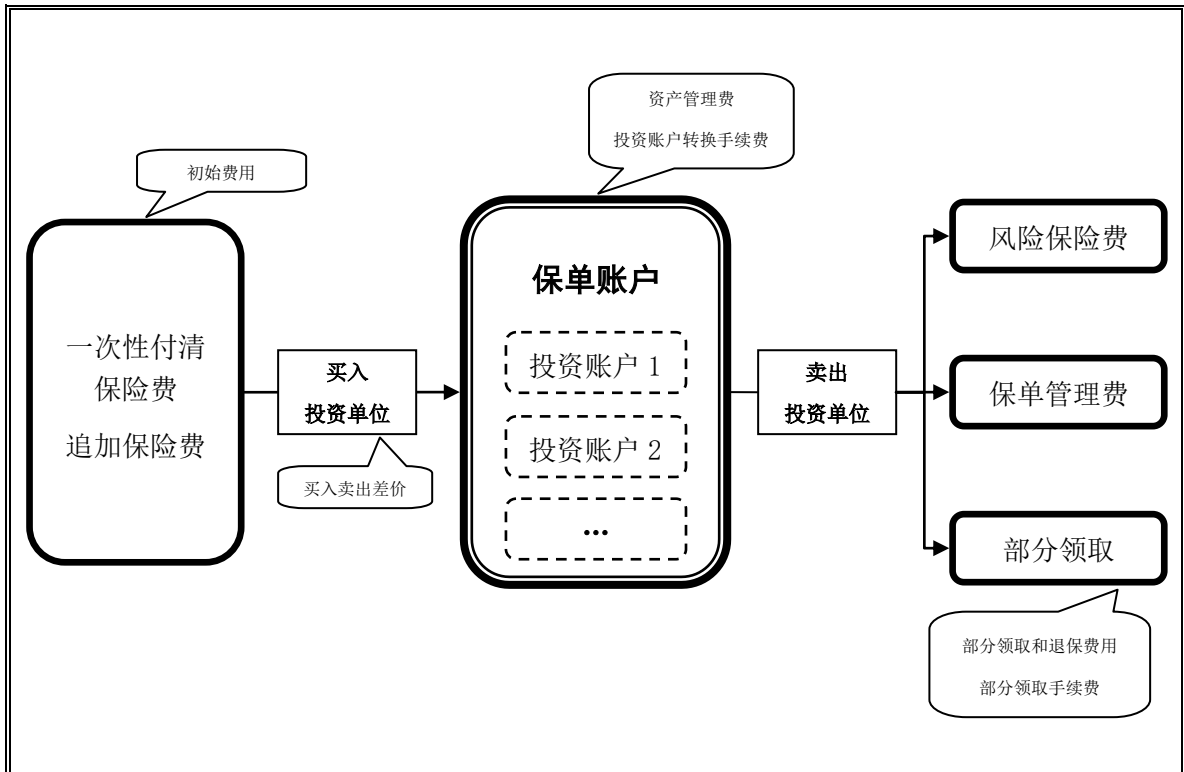 资产管理费
投资账户转换手续费
初始费用
一次性付清
保险费
追加保险费
买入
投资单位
买入卖出差价
保单账户
投资账户 1
投资账户 2
…
卖出
投资单位
风险保险费
保单管理费
部分领取
部分领取和退保费用
部分领取手续费